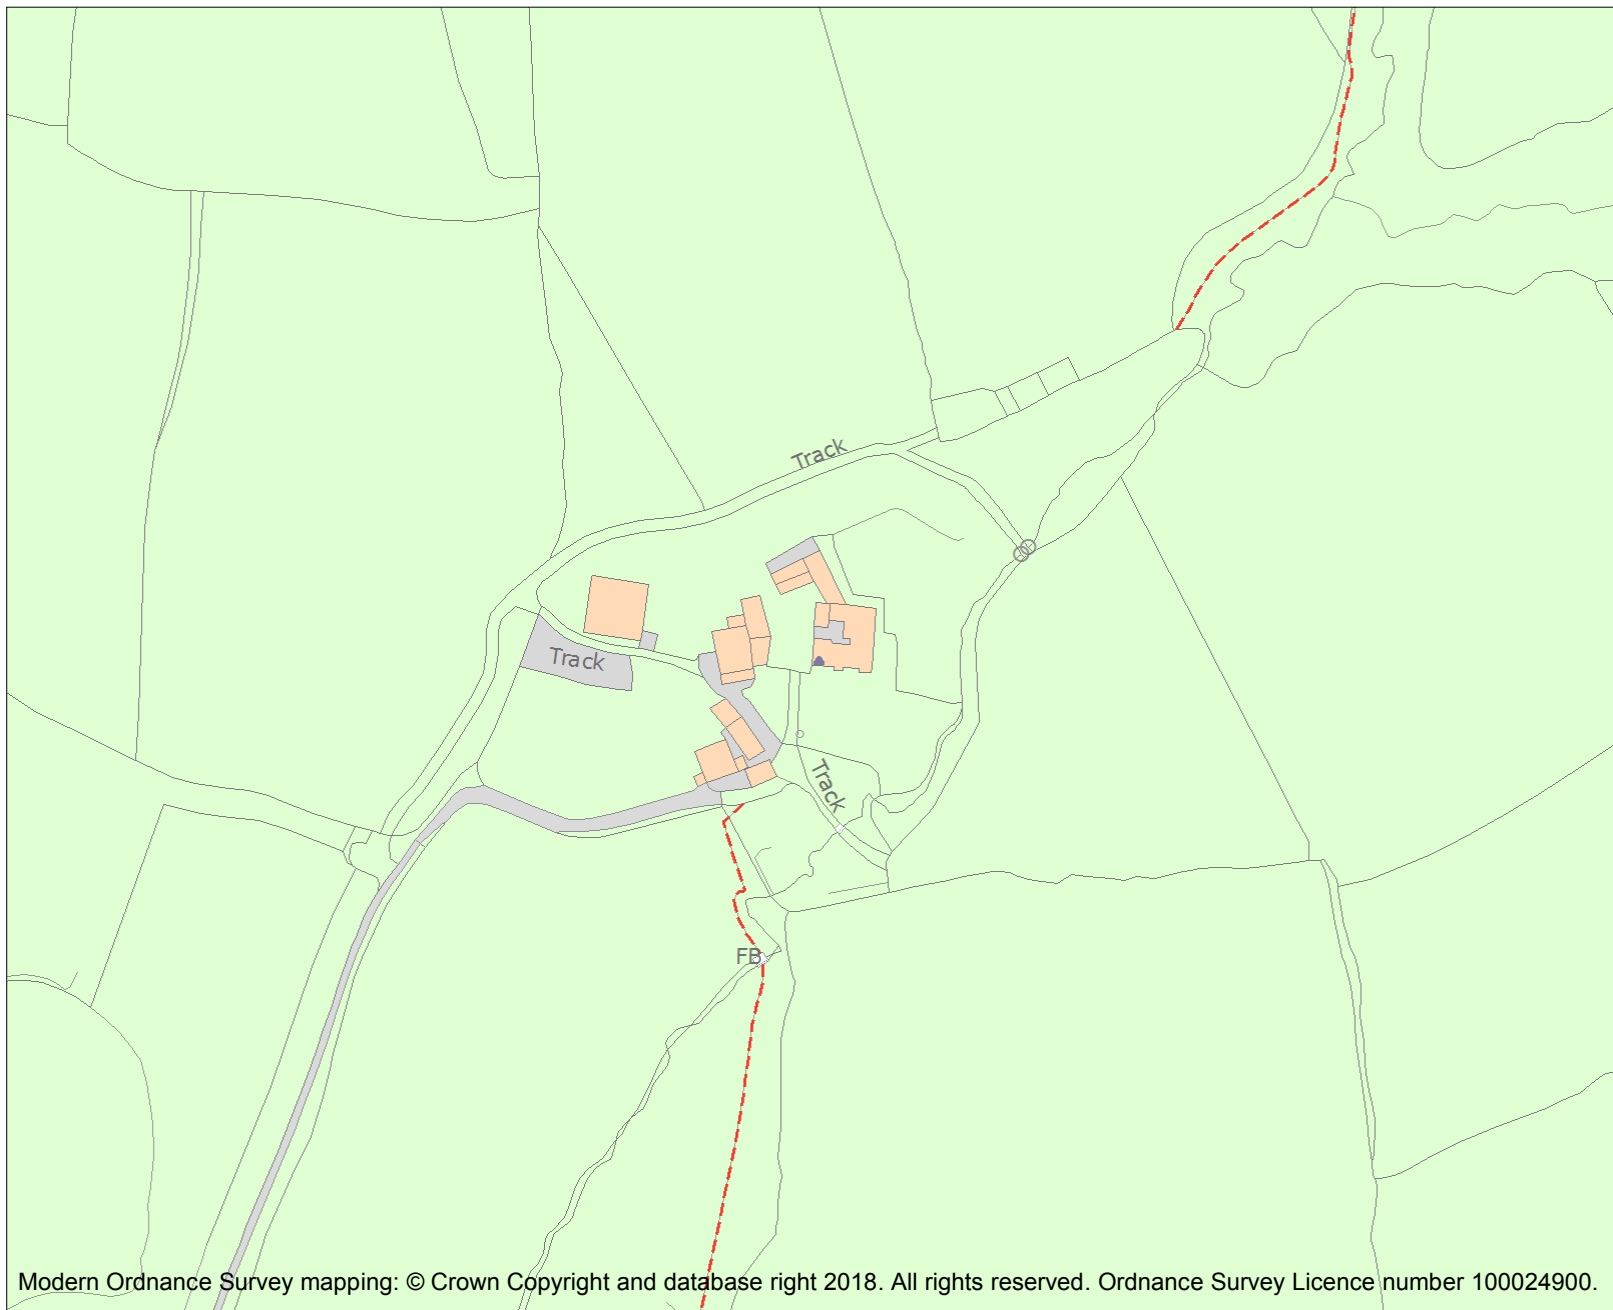 Track
Track
Track
FB
Modern Ordnance Survey mapping: © Crown Copyright and database right 2018. All rights reserved. Ordnance Survey Licence number 100024900.